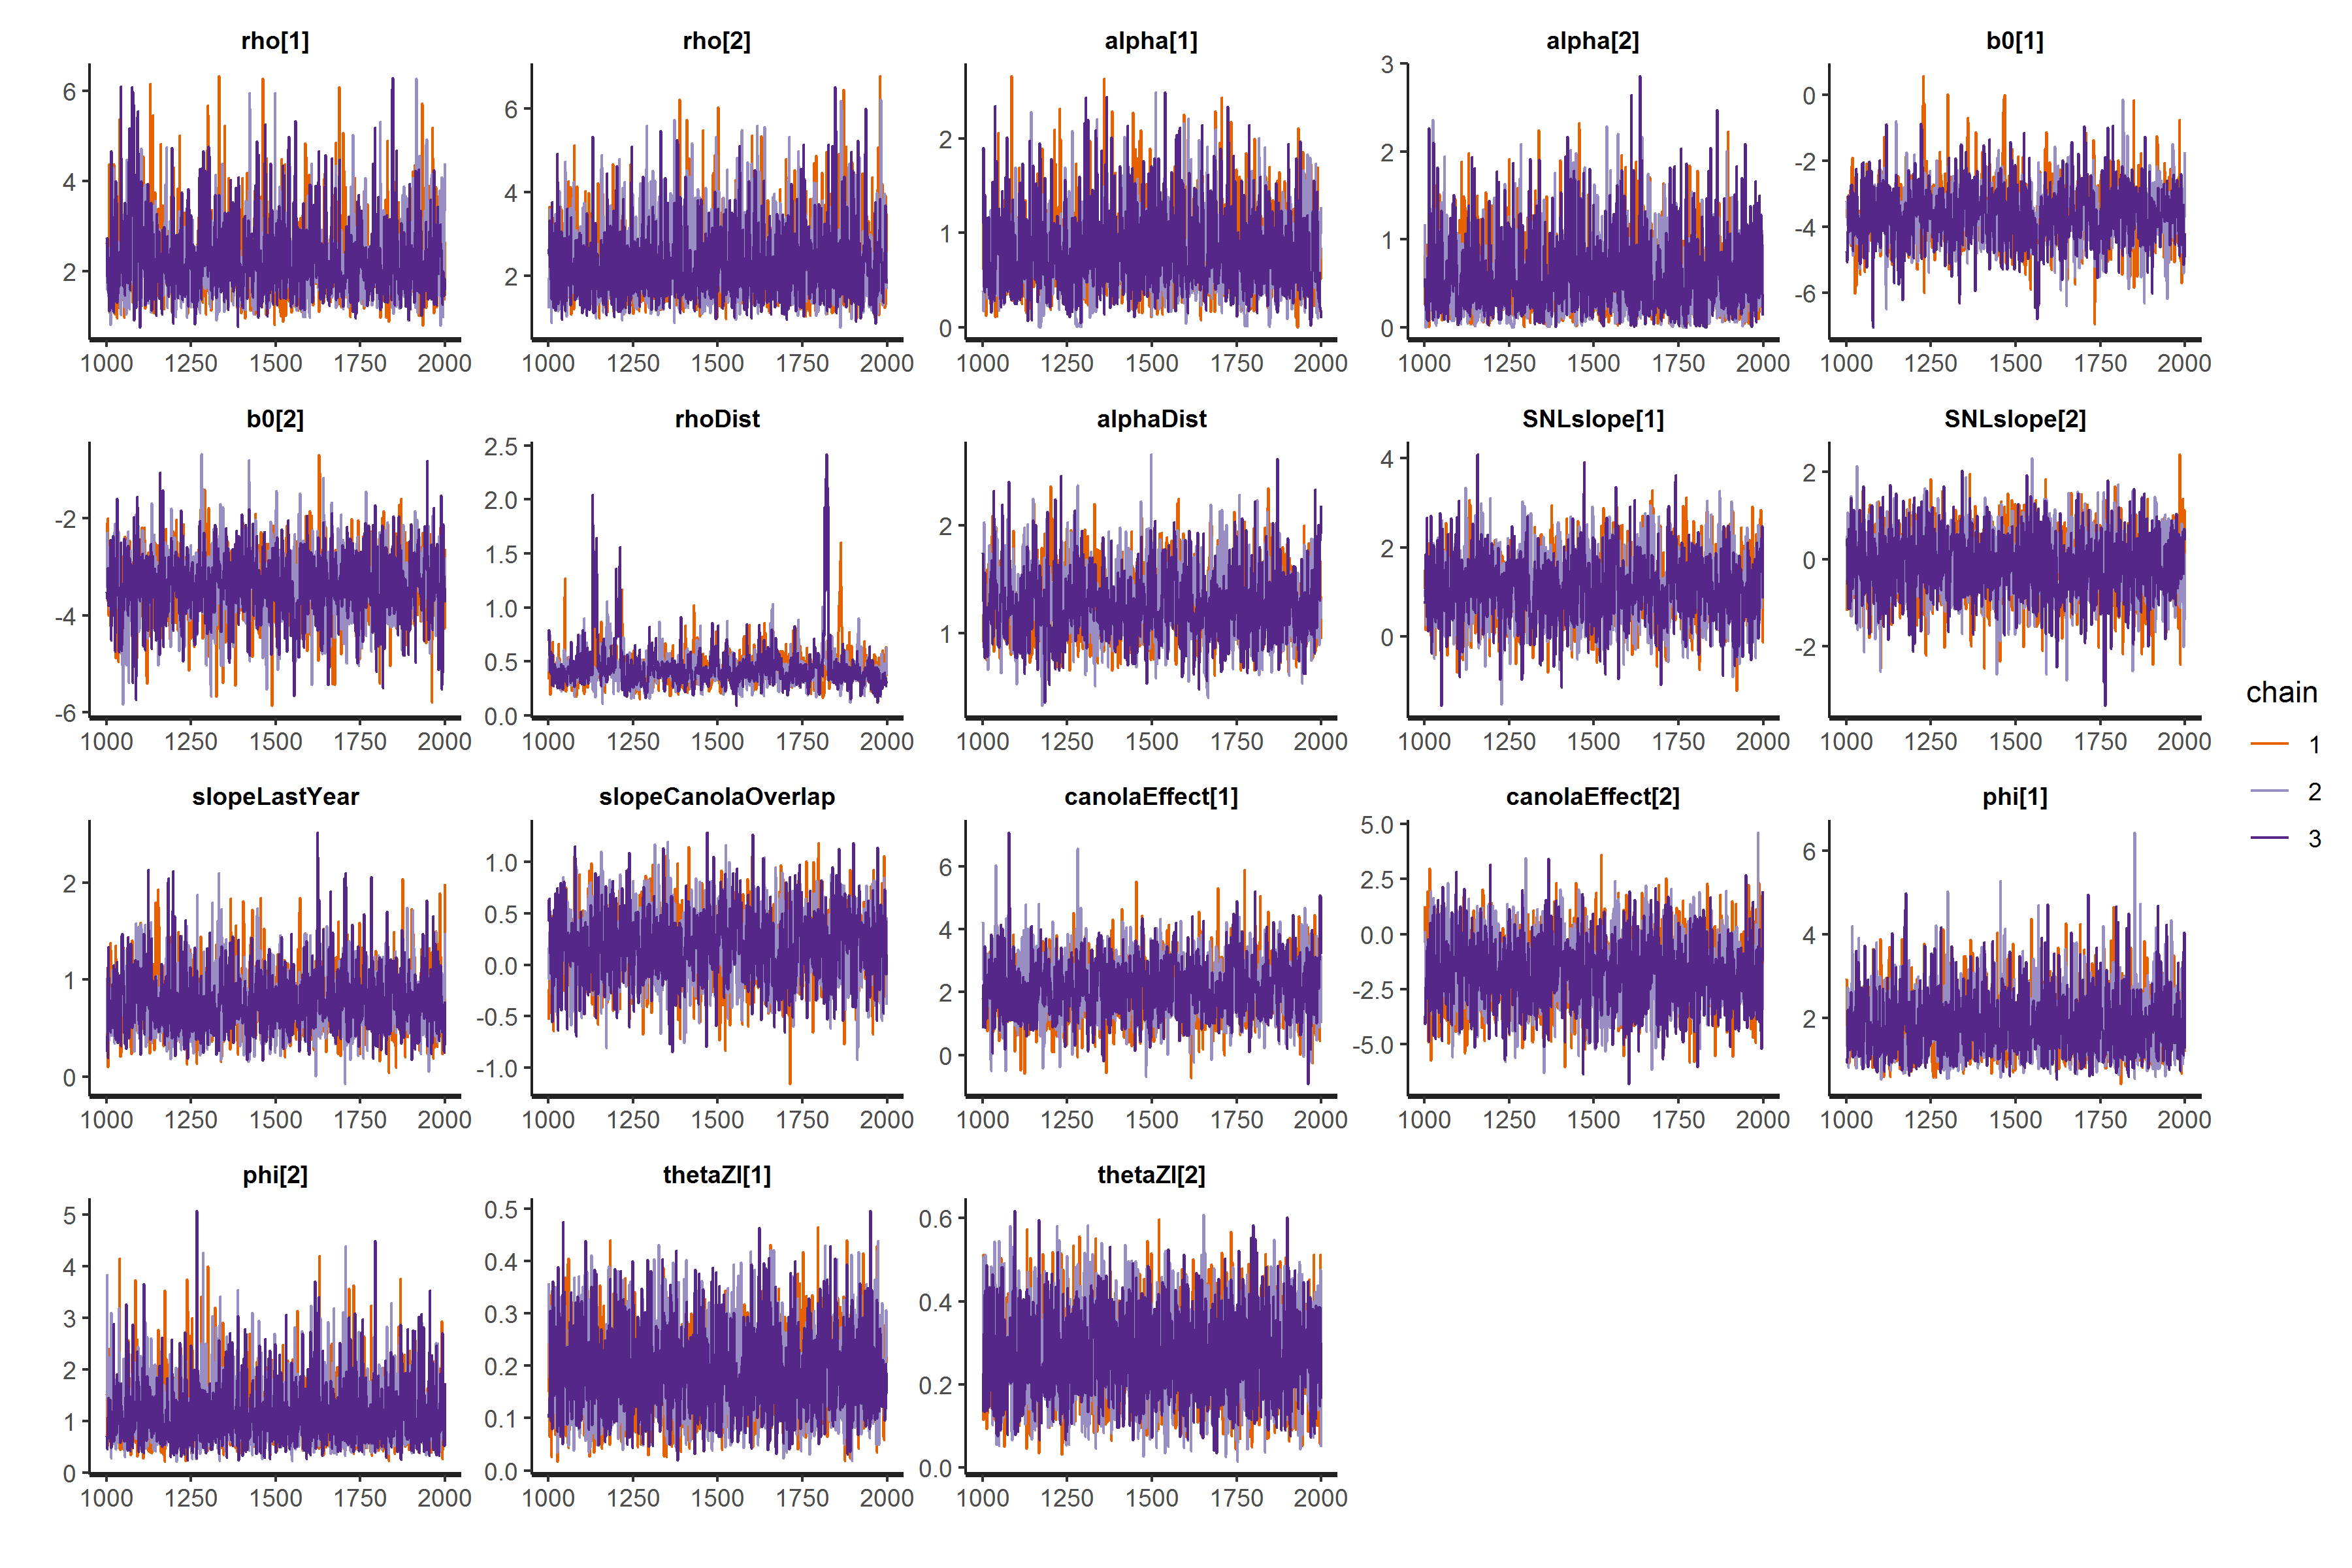 rho[1] rho[2] alpha[1] alpha[2] b0[1]
6 4 2
6 4 2
2 1 0
3 2 1 0
0 -2 -4 -6
1000 1250 1500 1750 2000 1000 1250 1500 1750 2000 1000 1250 1500 1750 2000 1000 1250 1500 1750 2000 1000 1250 1500 1750 2000
b0[2] rhoDist alphaDist SNLslope[1] SNLslope[2]
-2 -4 -6
2.5 2.0 1.5 1.0 0.5 0.0
2 1
4 2 0
2 0 -2
1000 1250 1500 1750 2000 1000 1250 1500 1750 2000 1000 1250 1500 1750 2000 1000 1250 1500 1750 2000 1000 1250 1500 1750 2000
slopeLastYear slopeCanolaOverlap canolaEffect[1] canolaEffect[2] phi[1]
2 1 0
1.0 0.5 0.0 -0.5 -1.0
6 4 2 0
5.0 2.5 0.0 -2.5 -5.0
6 4 2
1000 1250 1500 1750 2000 1000 1250 1500 1750 2000 1000 1250 1500 1750 2000 1000 1250 1500 1750 2000 1000 1250 1500 1750 2000
phi[2] thetaZI[1] thetaZI[2]
5 4 3 2 1 0
0.5 0.4 0.3 0.2 0.1 0.0
0.6 0.4 0.2 0.0
1000 1250 1500 1750 2000 1000 1250 1500 1750 2000 1000 1250 1500 1750 2000
chain
1
2
3